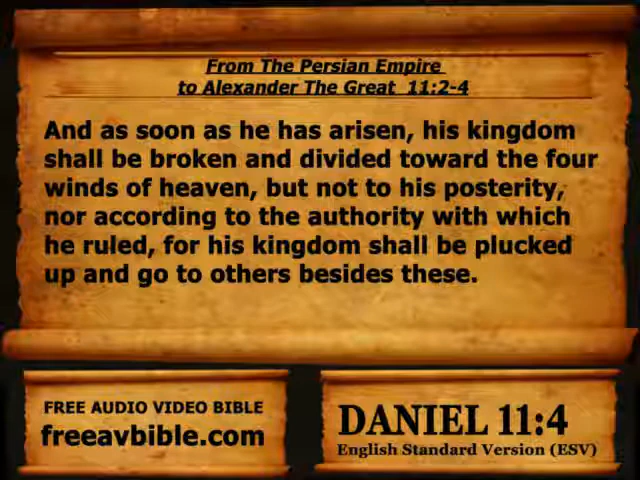 From The Persian Empire
to Alexander The Great 11:2-4
And as soon as he has arisen, his kingdom
shall be broken and divided toward the four
winds of heaven, but not to his posterity,
nor according to the authority with which
he ruled, for his kingdom shall be plucked
up and go to others besides these.
FREE AUDIO VIDEO BIBLE
freeavbible.com
DANIEL 11:4
English Standard Version (ESV)